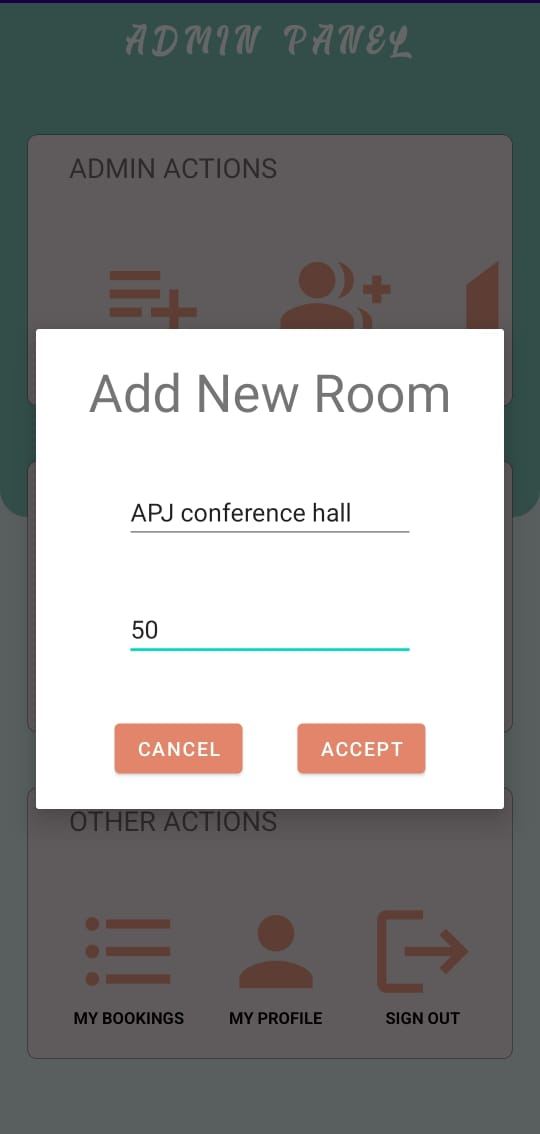 ADMIN PANEL
ADMIN ACTIONS
Add New Room
APJ conference hall
50
CANCEL ACCEPT
OTHER ACTIONS
MY BOOKINGS MY PROFILE SIGN OUT